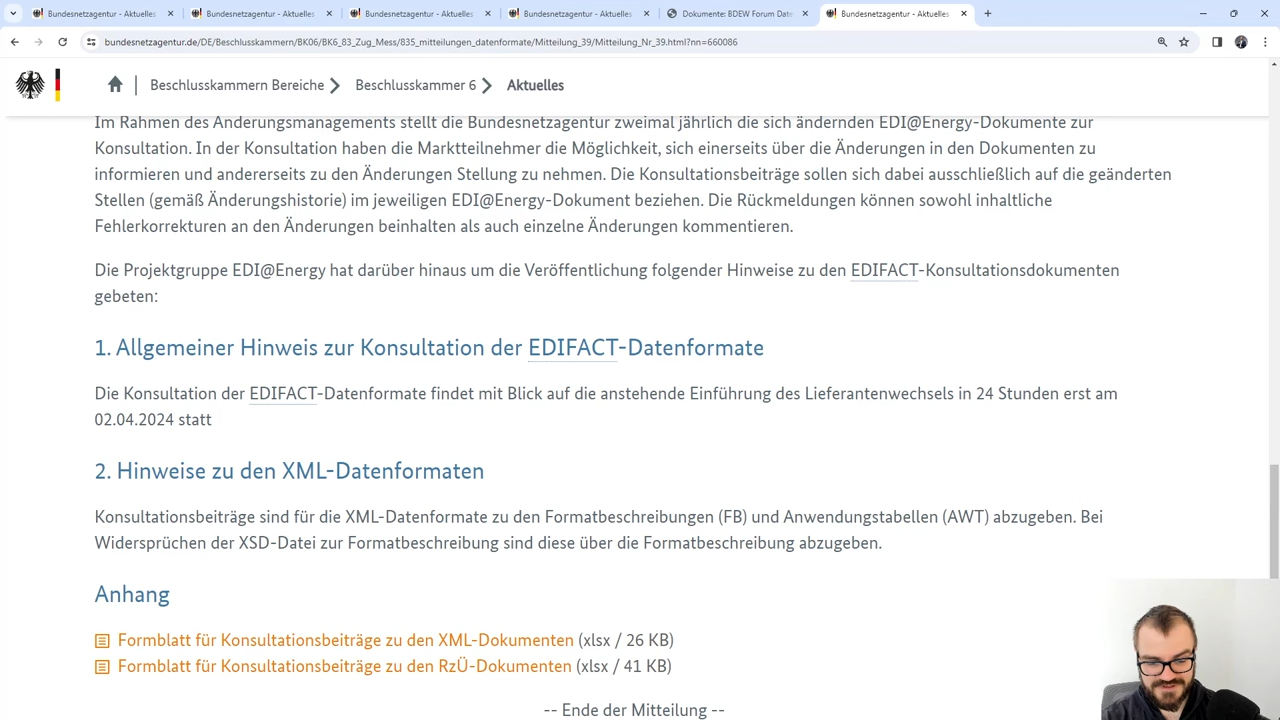 Bundesnetzagentur - Aktuelles
Bundesnetzagentur - Aktuelles
Bundesnetzagentur - Aktuelles
Bundesnetzagentur - Aktuelles
Dokumente: BDEW Forum Daten
Bundesnetzagentur - Aktuelles
bundesnetzagentur.de/DE/Beschlusskammern/BK06/BK6_83_Zug_Mess/835_mitteilungen_datenformate/Mitteilung_39/Mitteilung_Nr_39.html?nn=660086
Beschlusskammern Bereiche
Beschlusskammer 6
Aktuelles
Im Rahmen des Änderungsmanagements stellt die Bundesnetzagentur zweimal jährlich die sich ändernden EDI@Energy-Dokumente zur
Konsultation. In der Konsultation haben die Marktteilnehmer die Möglichkeit, sich einerseits über die Änderungen in den Dokumenten zu
informieren und andererseits zu den Änderungen Stellung zu nehmen. Die Konsultationsbeiträge sollen sich dabei ausschließlich auf die geänderten
Stellen (gemäß Änderungshistorie) im jeweiligen EDI@Energy-Dokument beziehen. Die Rückmeldungen können sowohl inhaltliche
Fehlerkorrekturen an den Änderungen beinhalten als auch einzelne Änderungen kommentieren.
Die Projektgruppe EDI@Energy hat darüber hinaus um die Veröffentlichung folgender Hinweise zu den EDIFACT-Konsultationsdokumenten
gebeten:
1. Allgemeiner Hinweis zur Konsultation der EDIFACT-Datenformate
Die Konsultation der EDIFACT-Datenformate findet mit Blick auf die anstehende Einführung des Lieferantenwechsels in 24 Stunden erst am
02.04.2024 statt
2. Hinweise zu den XML-Datenformaten
Konsultationsbeiträge sind für die XML-Datenformate zu den Formatbeschreibungen (FB) und Anwendungstabellen (AWT) abzugeben. Bei
Widersprüchen der XSD-Datei zur Formatbeschreibung sind diese über die Formatbeschreibung abzugeben.
Anhang
Formblatt für Konsultationsbeiträge zu den XML-Dokumenten (xlsx / 26 KB)
Formblatt für Konsultationsbeiträge zu den RzÜ-Dokumenten (xlsx / 41 KB)
-- Ende der Mitteilung --